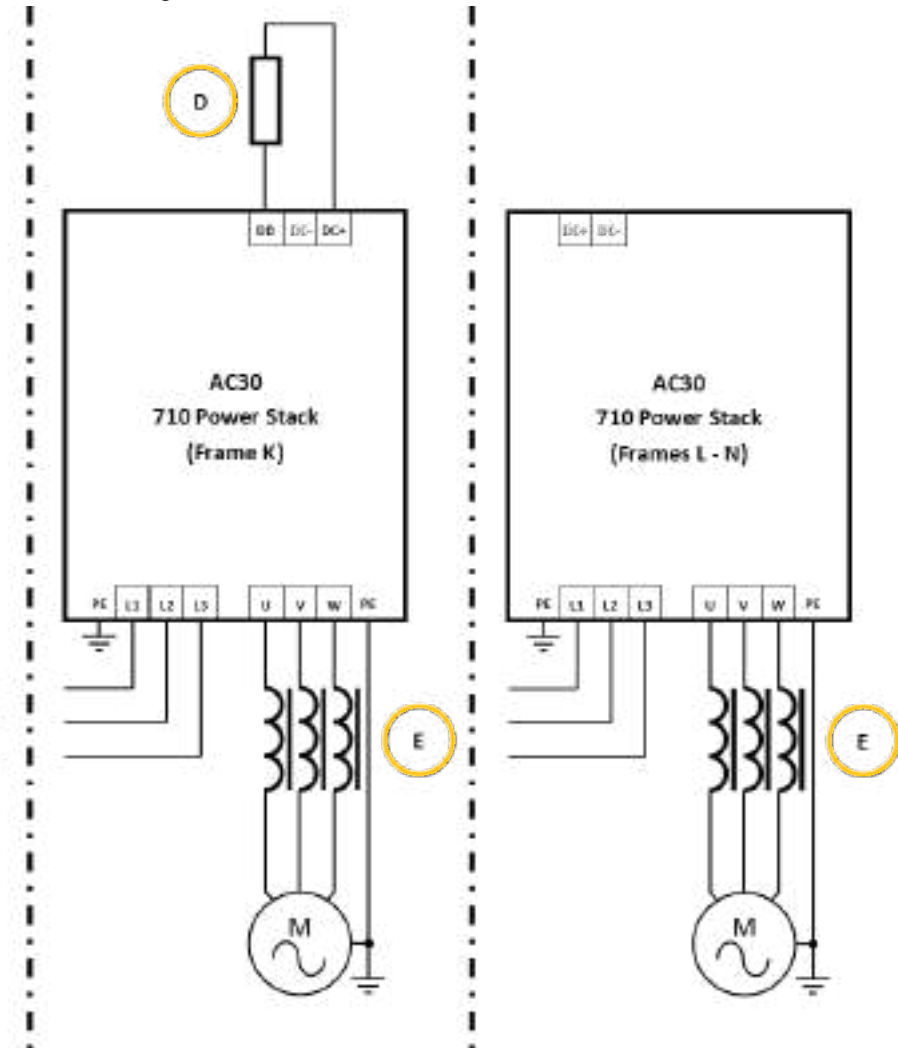 D
DB DC- DC+
DC+ DC-
AC30
710 Power Stack
(Frame K)
AC30
710 Power Stack
(Frames L - N)
PE L1 L2 L3 U V W PE
PE L1 L2 L3 U V W PE
E
E
M
M